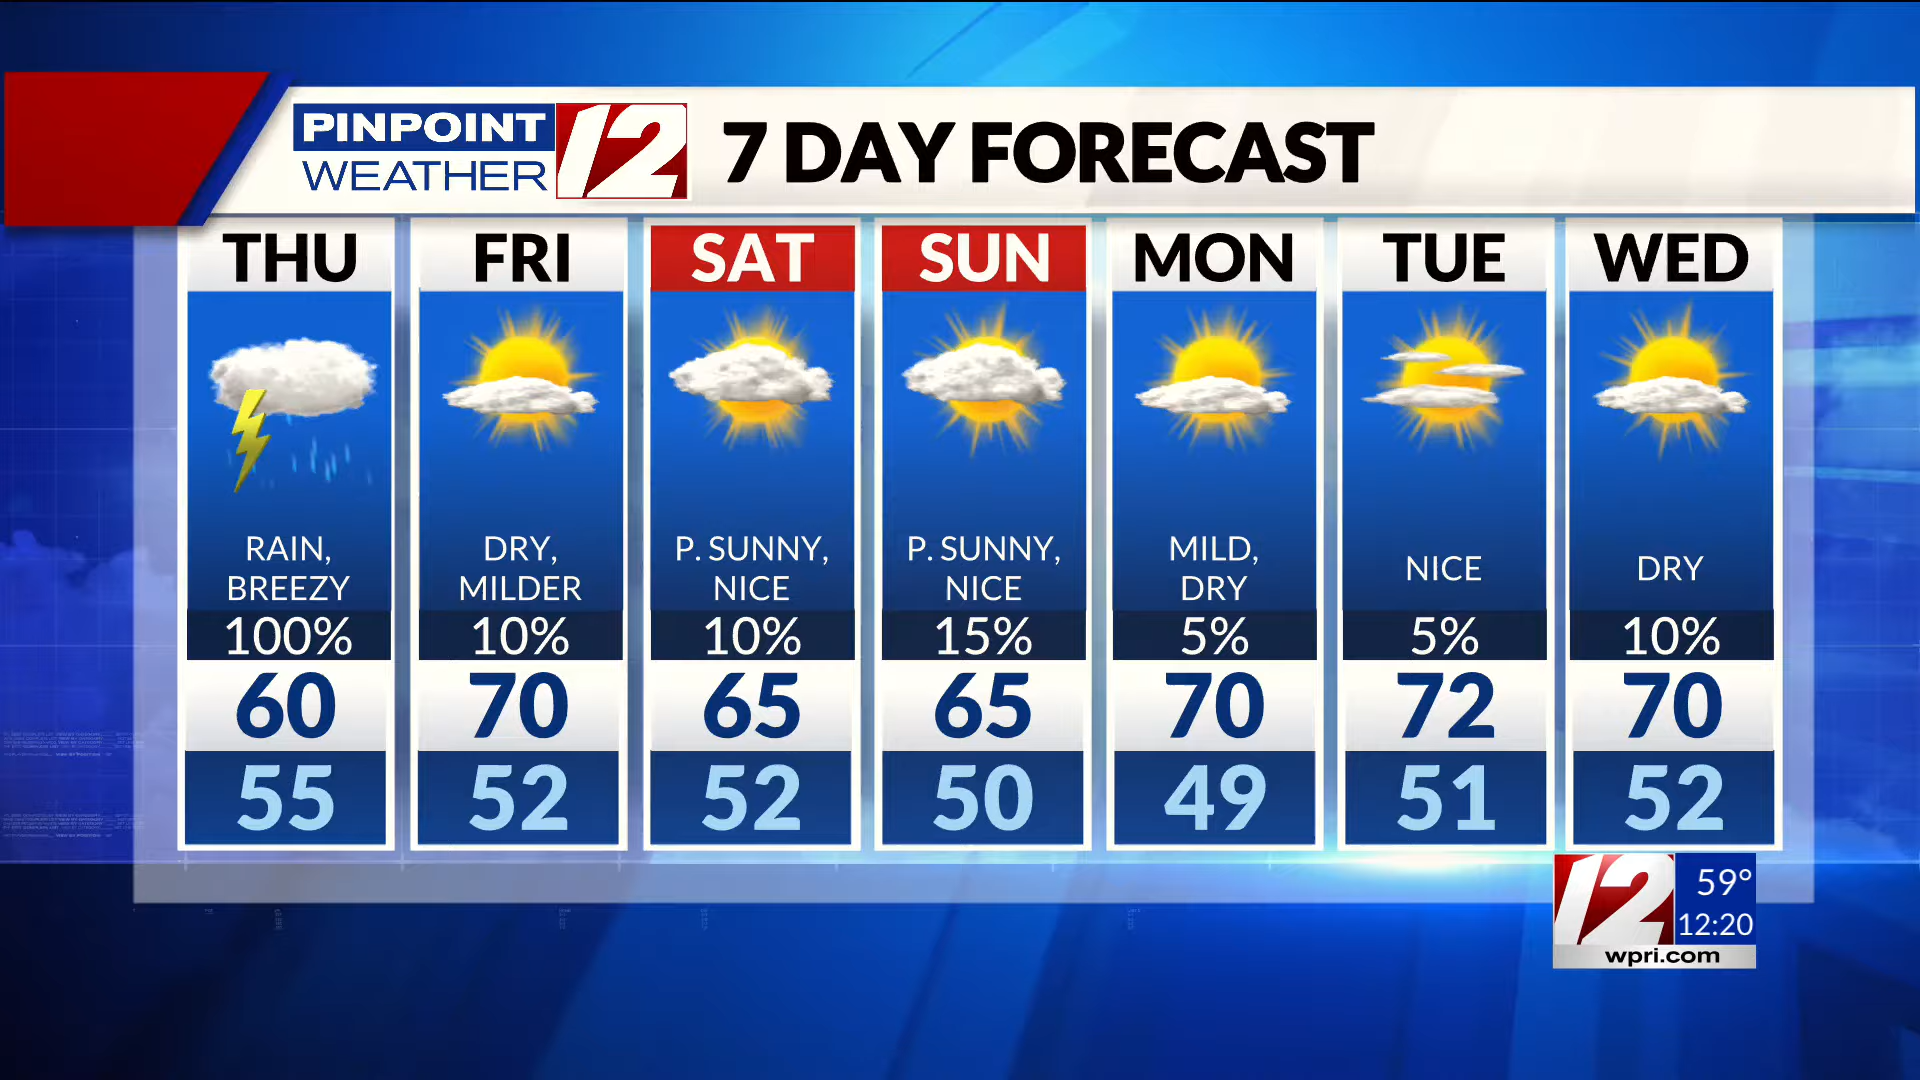 PINPOINT
WEATHER
12
7 DAY FORECAST
THU
FRI
SAT
SUN
MON
TUE
WED
RAIN,
BREEZY
DRY,
MILDER
P. SUNNY,
NICE
P. SUNNY,
NICE
MILD,
DRY
NICE
DRY
100%
10%
10%
15%
5%
5%
10%
60
70
65
65
70
72
70
55
52
52
50
49
51
52
12
59°
12:20
wpri.com